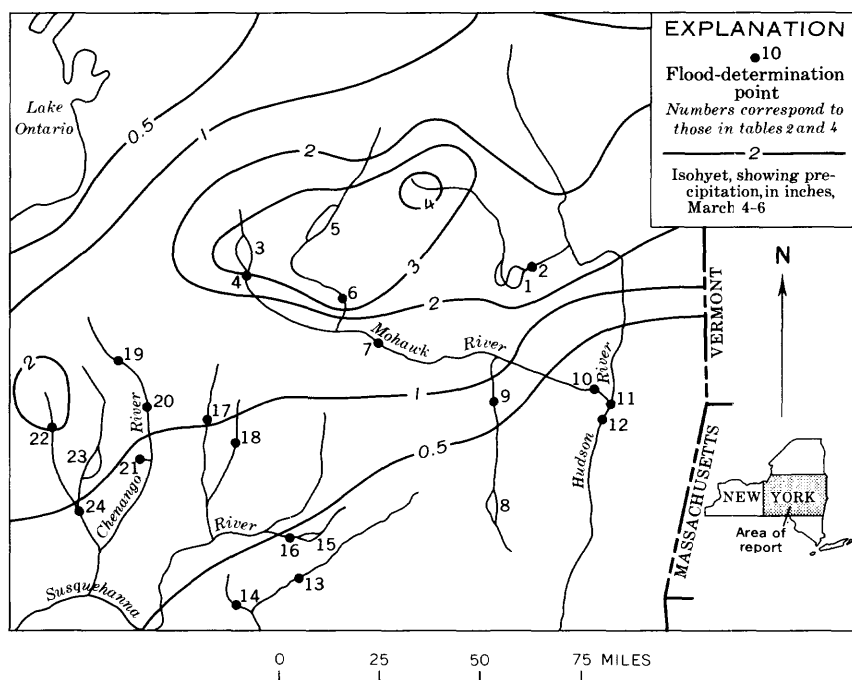 Lake
Ontario
0.5
1
2
3
4
5
3
4
6
2
1
2
7
Mohawk
River
River
Hudson
VERMONT
MASSACHUSETTS
N
19
20
River
Chenango
2
22
23
24
21
17
18
1
0.5
9
10
11
12
8
River
16
15
13
14
Susquehanna
EXPLANATION
10
Flood-determination
point
Numbers correspond to
those in tables 2 and 4
2
Isohyet, showing pre-
cipitation, in inches,
March 4-6
NEW YORK
Area of
report
0 25 50 75 MILES